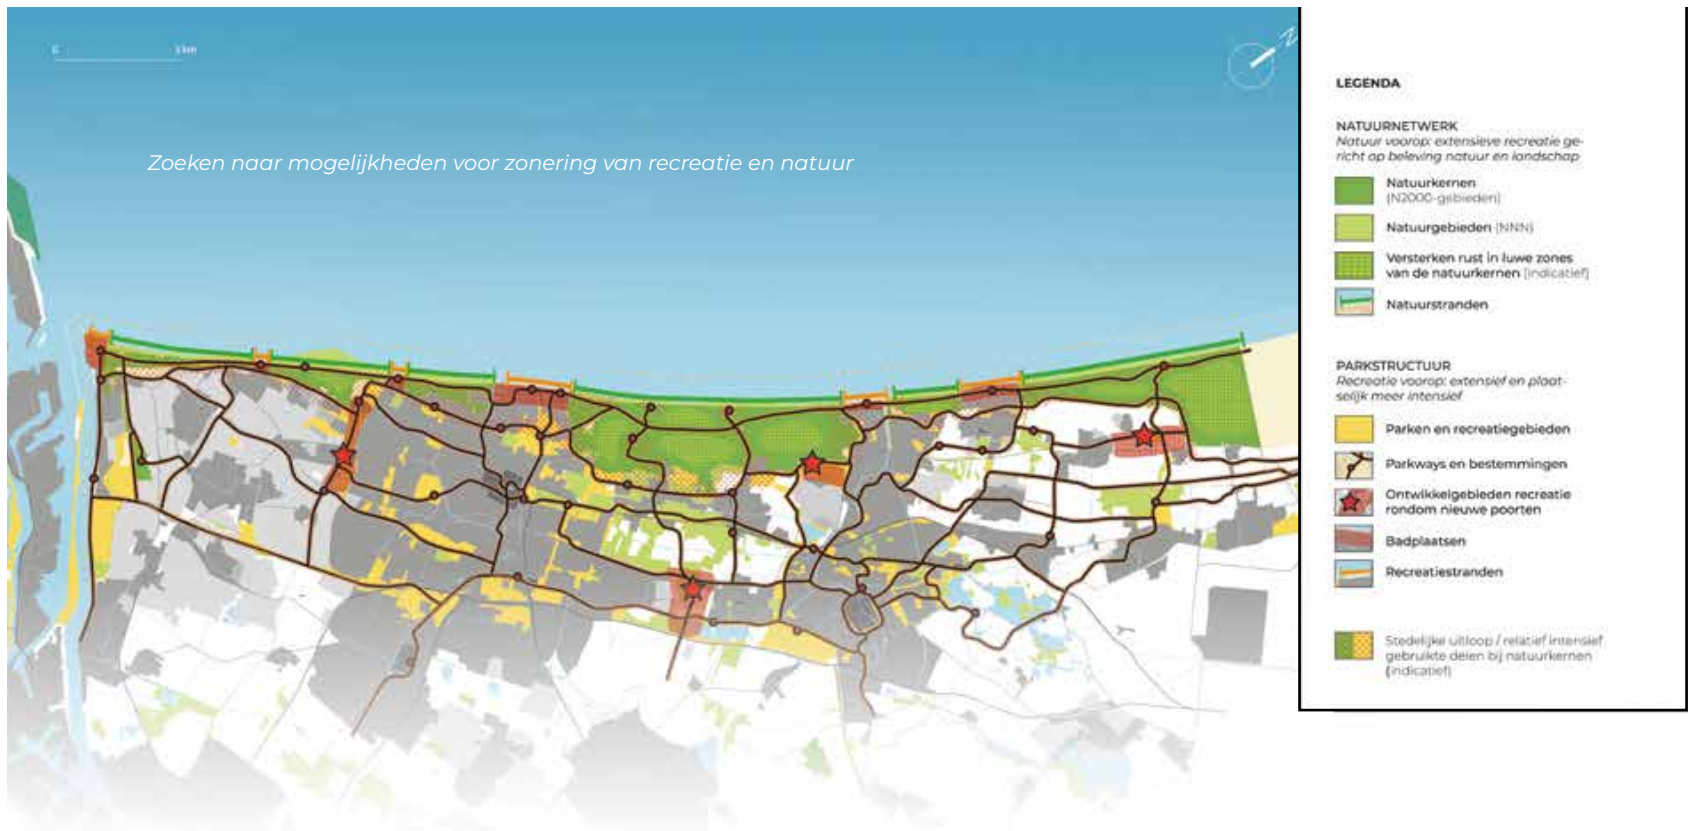 0
3 km
N
Zoeken naar mogelijkheden voor zonering van recreatie en natuur
LEGENDA
NATUURNETWERK
Natuur voorop: extensieve recreatie ge-
richt op beleving natuur en landschap
Natuurkernen
(N2000-gebieden)
Natuurgebieden (NNN)
Versterken rust in luwe zones
van de natuurkernen (indicatief)
Natuurstranden
PARKSTRUCTUUR
Recreatie voorop: extensief en plaat-
selijk meer intensief
Parken en recreatiegebieden
Parkways en bestemmingen
Ontwikkelgebieden recreatie
rondom nieuwe poorten
Badplaatsen
Recreatiestranden
Stedelijke uitloop / relatief intensief
gebruikte delen bij natuurkernen
(indicatief)